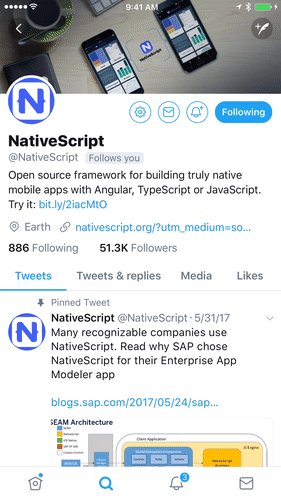 9:41 AM
Following
NativeScript
@NativeScript Follows you
Open source framework for building truly native
mobile apps with Angular, TypeScript or JavaScript.
Try it: bit.ly/2iacMtO
Earth nativescript.org/?utm_medium=so...
886 Following 51.3K Followers
Tweets Tweets & replies Media Likes
Pinned Tweet
NativeScript @NativeScript · 5/31/17
Many recognizable companies use
NativeScript. Read why SAP chose
NativeScript for their Enterprise App
Modeler app
blogs.sap.com/2017/05/24/sap...
SEAM Architecture
Client Application
3